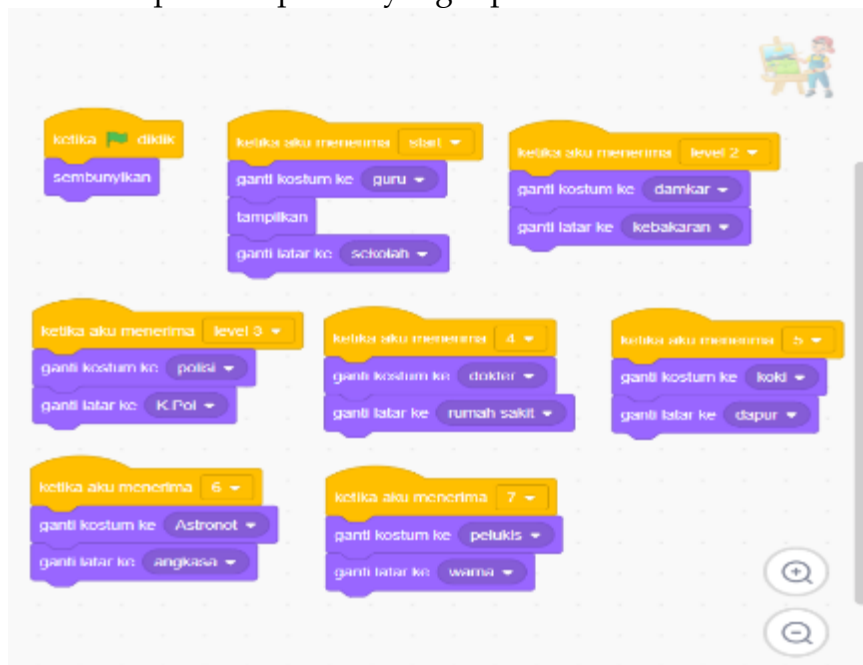 ketika diklik
sembunyikan
ketika aku menerima start
ganti kostum ke guru
tampilkan
ganti latar ke sekolah
ketika aku menerima level 2
ganti kostum ke damkar
ganti latar ke kebakaran
ketika aku menerima level 3
ganti kostum ke polisi
ganti latar ke K.Pol
ketika aku menerima 4
ganti kostum ke dokter
ganti latar ke rumah sakit
ketika aku menerima 5
ganti kostum ke koki
ganti latar ke dapur
ketika aku menerima 6
ganti kostum ke Astronot
ganti latar ke angkasa
ketika aku menerima 7
ganti kostum ke pelukis
ganti latar ke warna